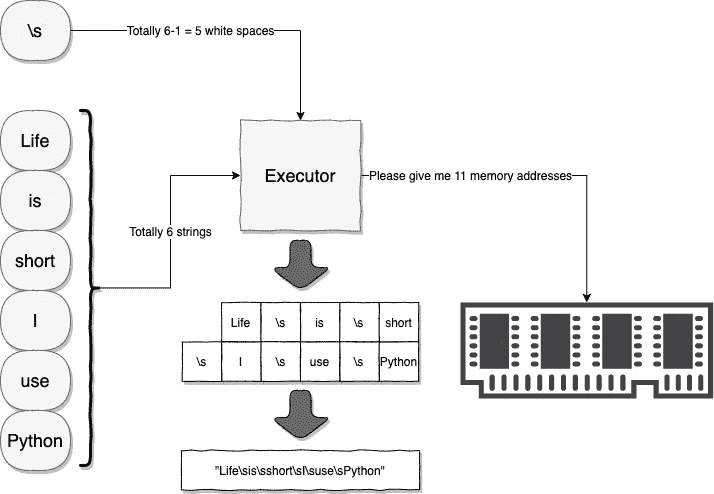 \s
Totally 6-1 = 5 white spaces
Life
is
short
I
use
Python
Totally 6 strings
Executor
Please give me 11 memory addresses
Life \s is \s short
\s I \s use \s Python
"Life\sis\sshort\sI\suse\sPython"